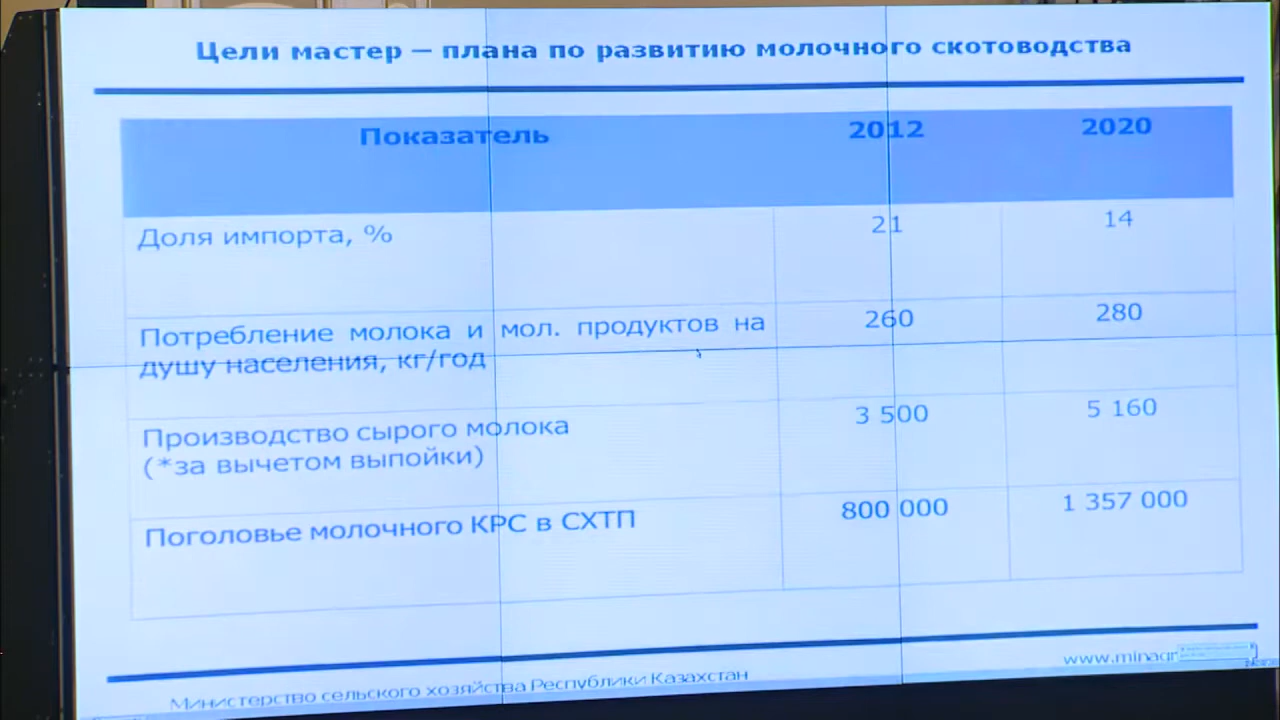 Цели мастер — плана по развитию молочного скотоводства
Показатель 2012 2020
Доля импорта, % 21 14
Потребление молока и мол. продуктов на 260 280
душу населения, кг/год
Производство сырого молока 3 500 5 160
(*за вычетом выпойки)
Поголовье молочного КРС в СХТП 800 000 1 357 000
www.minagr
Министерство сельского хозяйства Республики Казахстан